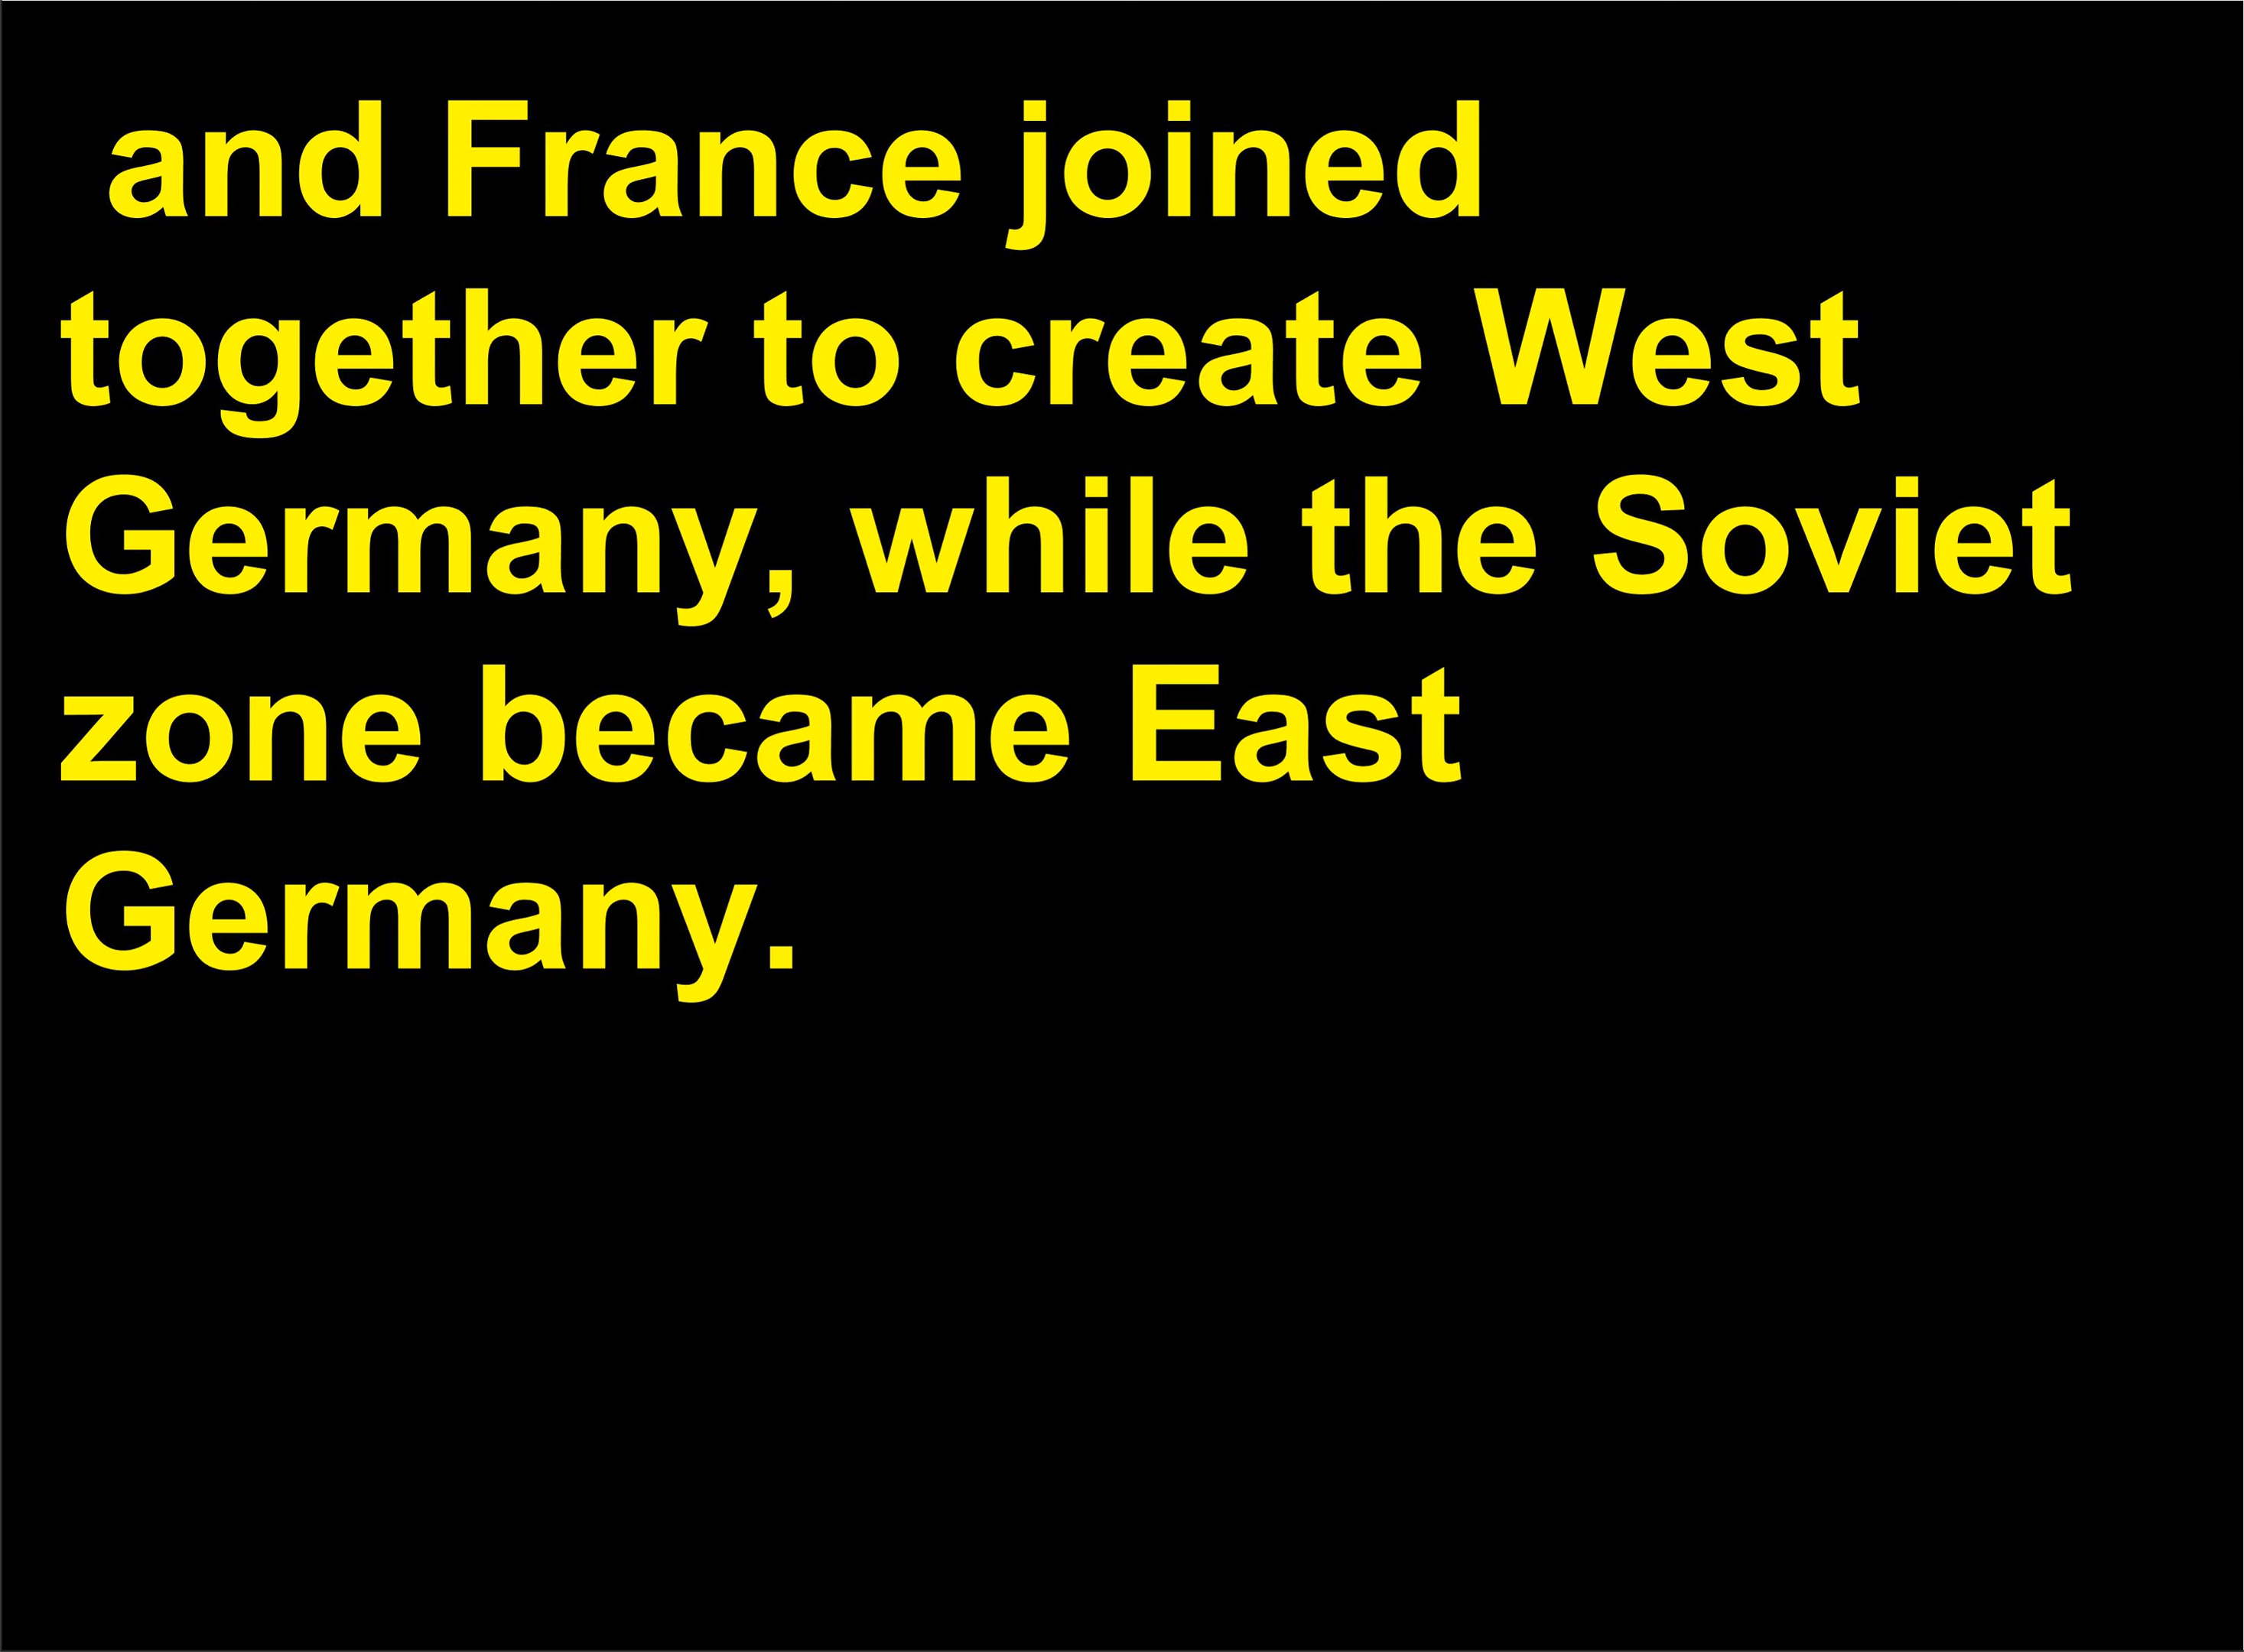 and France joined
together to create West
Germany, while the Soviet
zone became East
Germany.